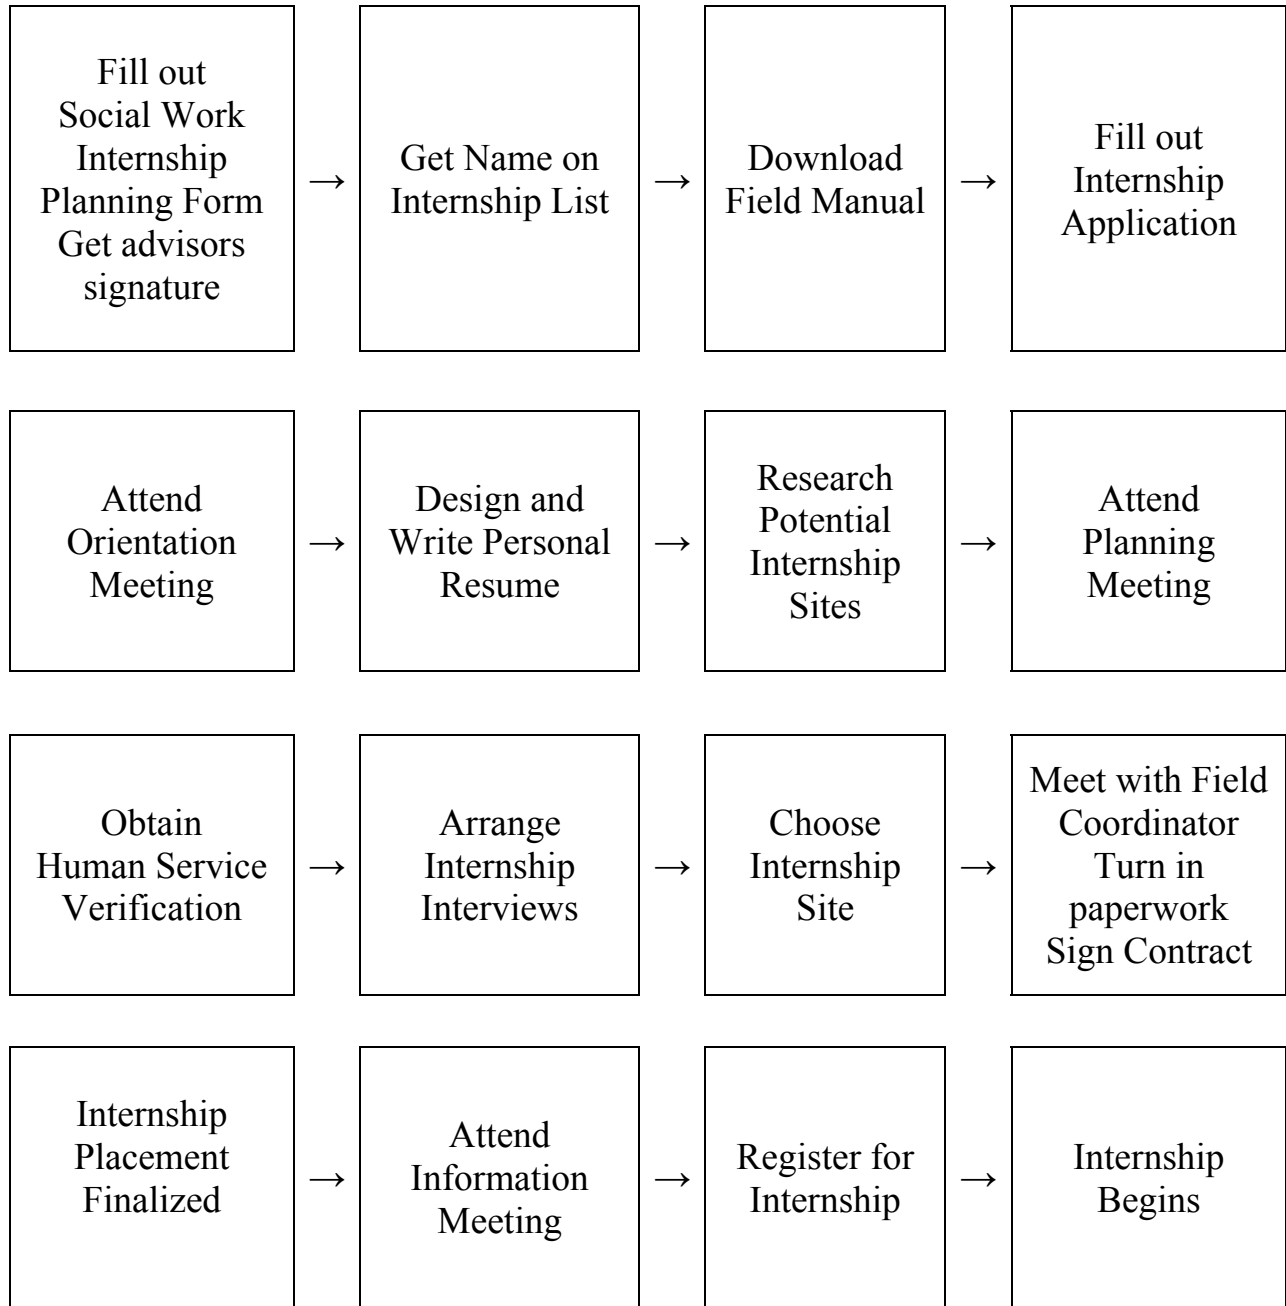 Fill out
Social Work
Internship
Planning Form
Get advisors
signature
→
Get Name on
Internship List
→
Download
Field Manual
→
Fill out
Internship
Application
Attend
Orientation
Meeting
→
Design and
Write Personal
Resume
→
Research
Potential
Internship
Sites
→
Attend
Planning
Meeting
Obtain
Human Service
Verification
→
Arrange
Internship
Interviews
→
Choose
Internship
Site
→
Meet with Field
Coordinator
Turn in
paperwork
Sign Contract
Internship
Placement
Finalized
→
Attend
Information
Meeting
→
Register for
Internship
→
Internship
Begins